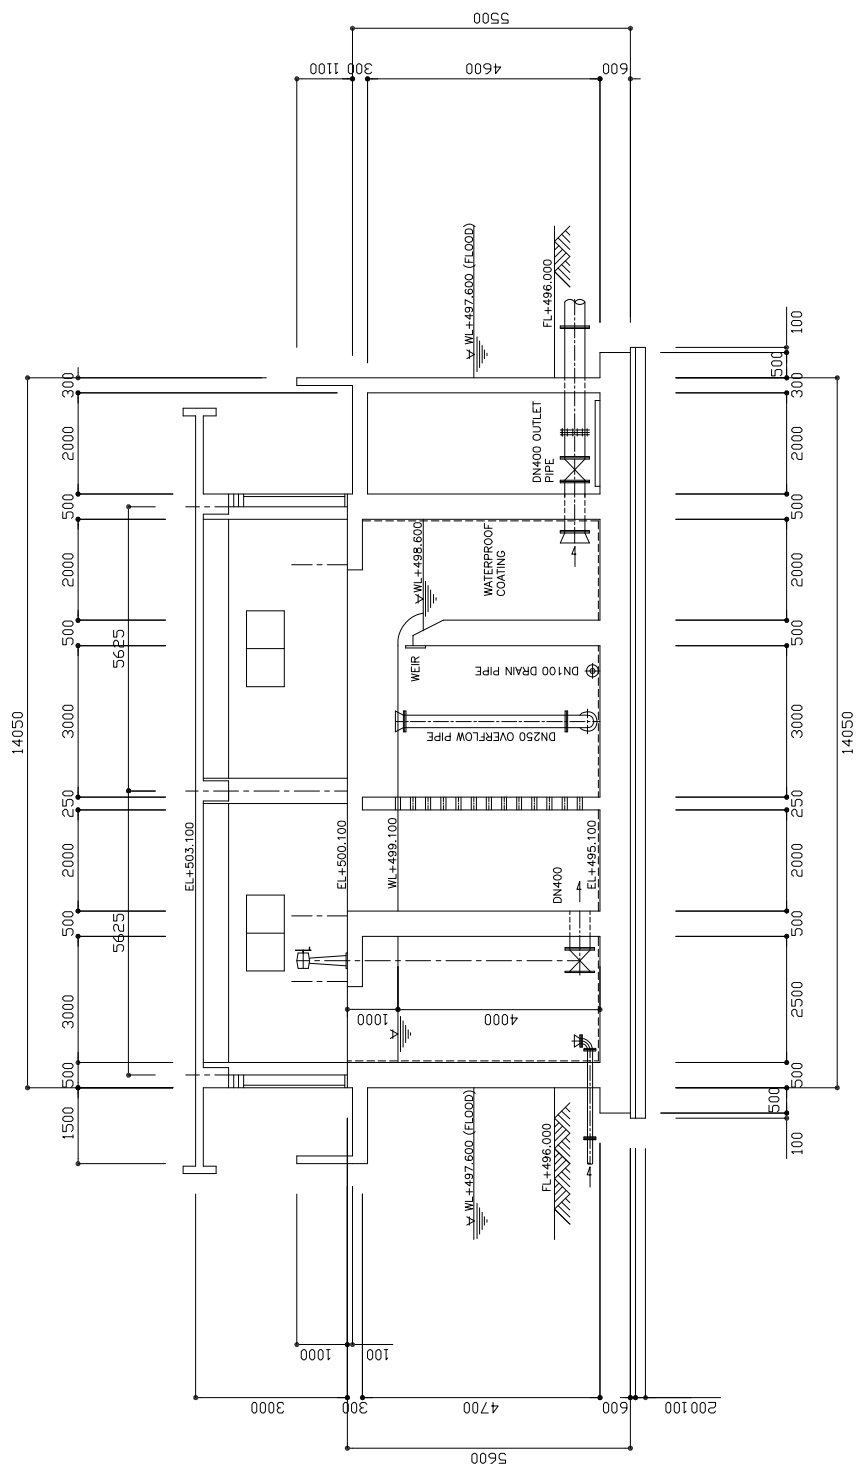 5500
1100
300
4600
600
14050
300
2000
500
2000
500
3000
250
2000
500
3000
500
1500
5625
5625
EL+503.100
EL+500.100
WL+499.100
EL+495.100
WL+498.600
WL+497.600 (FLOOD)
FL+496.000
DN400 OUTLET
PIPE
WATERPROOF
COATING
WEIR
DN100 DRAIN PIPE
DN250 OVERFLOW PIPE
DN400
1000
4000
WL+497.600 (FLOOD)
FL+496.000
100
500
300
2000
500
2000
500
3000
250
2000
500
2500
500
500
100
14050
1000
100
3000
300
4700
600
200
100
5600